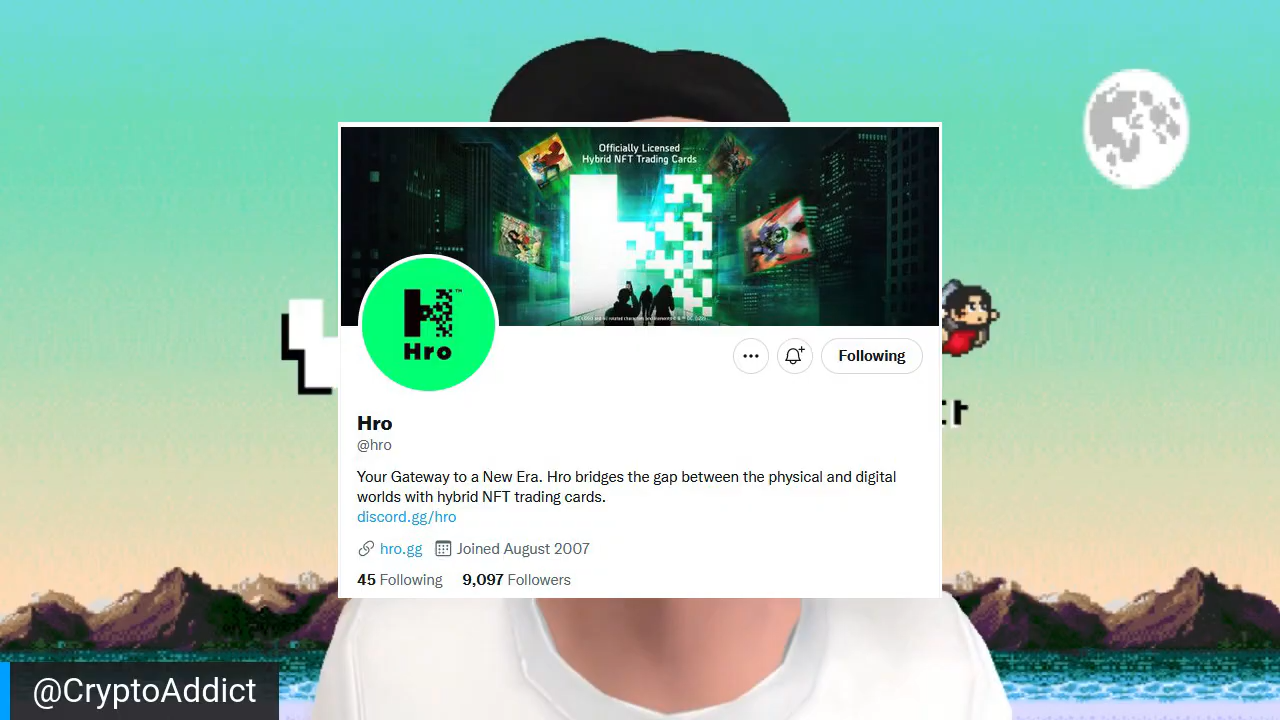 Officially Licensed
Hybrid NFT Trading Cards
Hro
Following
Hro
@hro
Your Gateway to a New Era. Hro bridges the gap between the physical and digital
worlds with hybrid NFT trading cards.
discord.gg/hro
hro.gg Joined August 2007
45 Following 9,097 Followers
@CryptoAddict